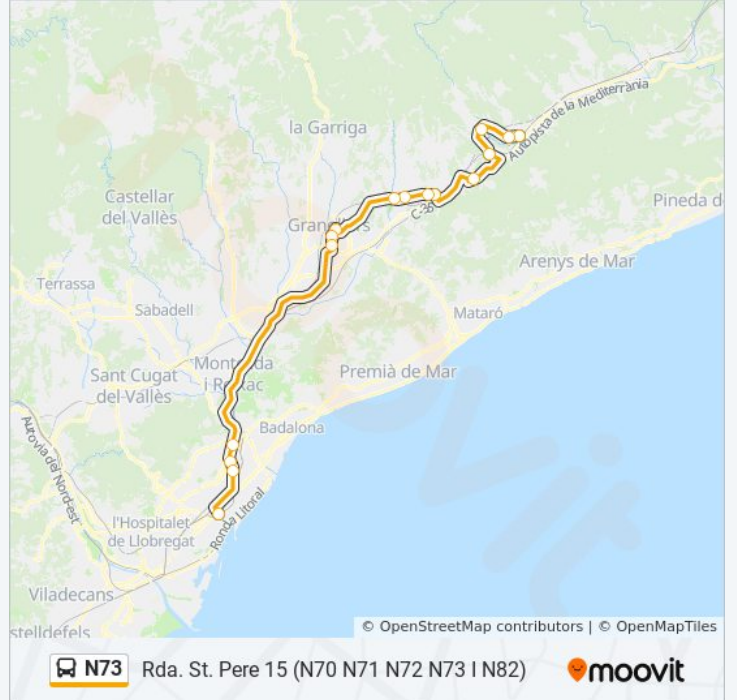 la Garriga
Autopista de la Mediterrània
Castellar
del Vallès
Pineda d
C-35
Granollers
Arenys de Mar
Terrassa
Sabadell
Mataró
Montcada
i Reixac
Sant Cugat
del Vallès
Premià de Mar
Badalona
Autovia del Nord-est
l'Hospitalet
de Llobregat
Ronda Litoral
Viladecans
stelldefels
© OpenStreetMap contributors | © OpenMapTiles
N73 Rda. St. Pere 15 (N70 N71 N72 N73 I N82) moovit